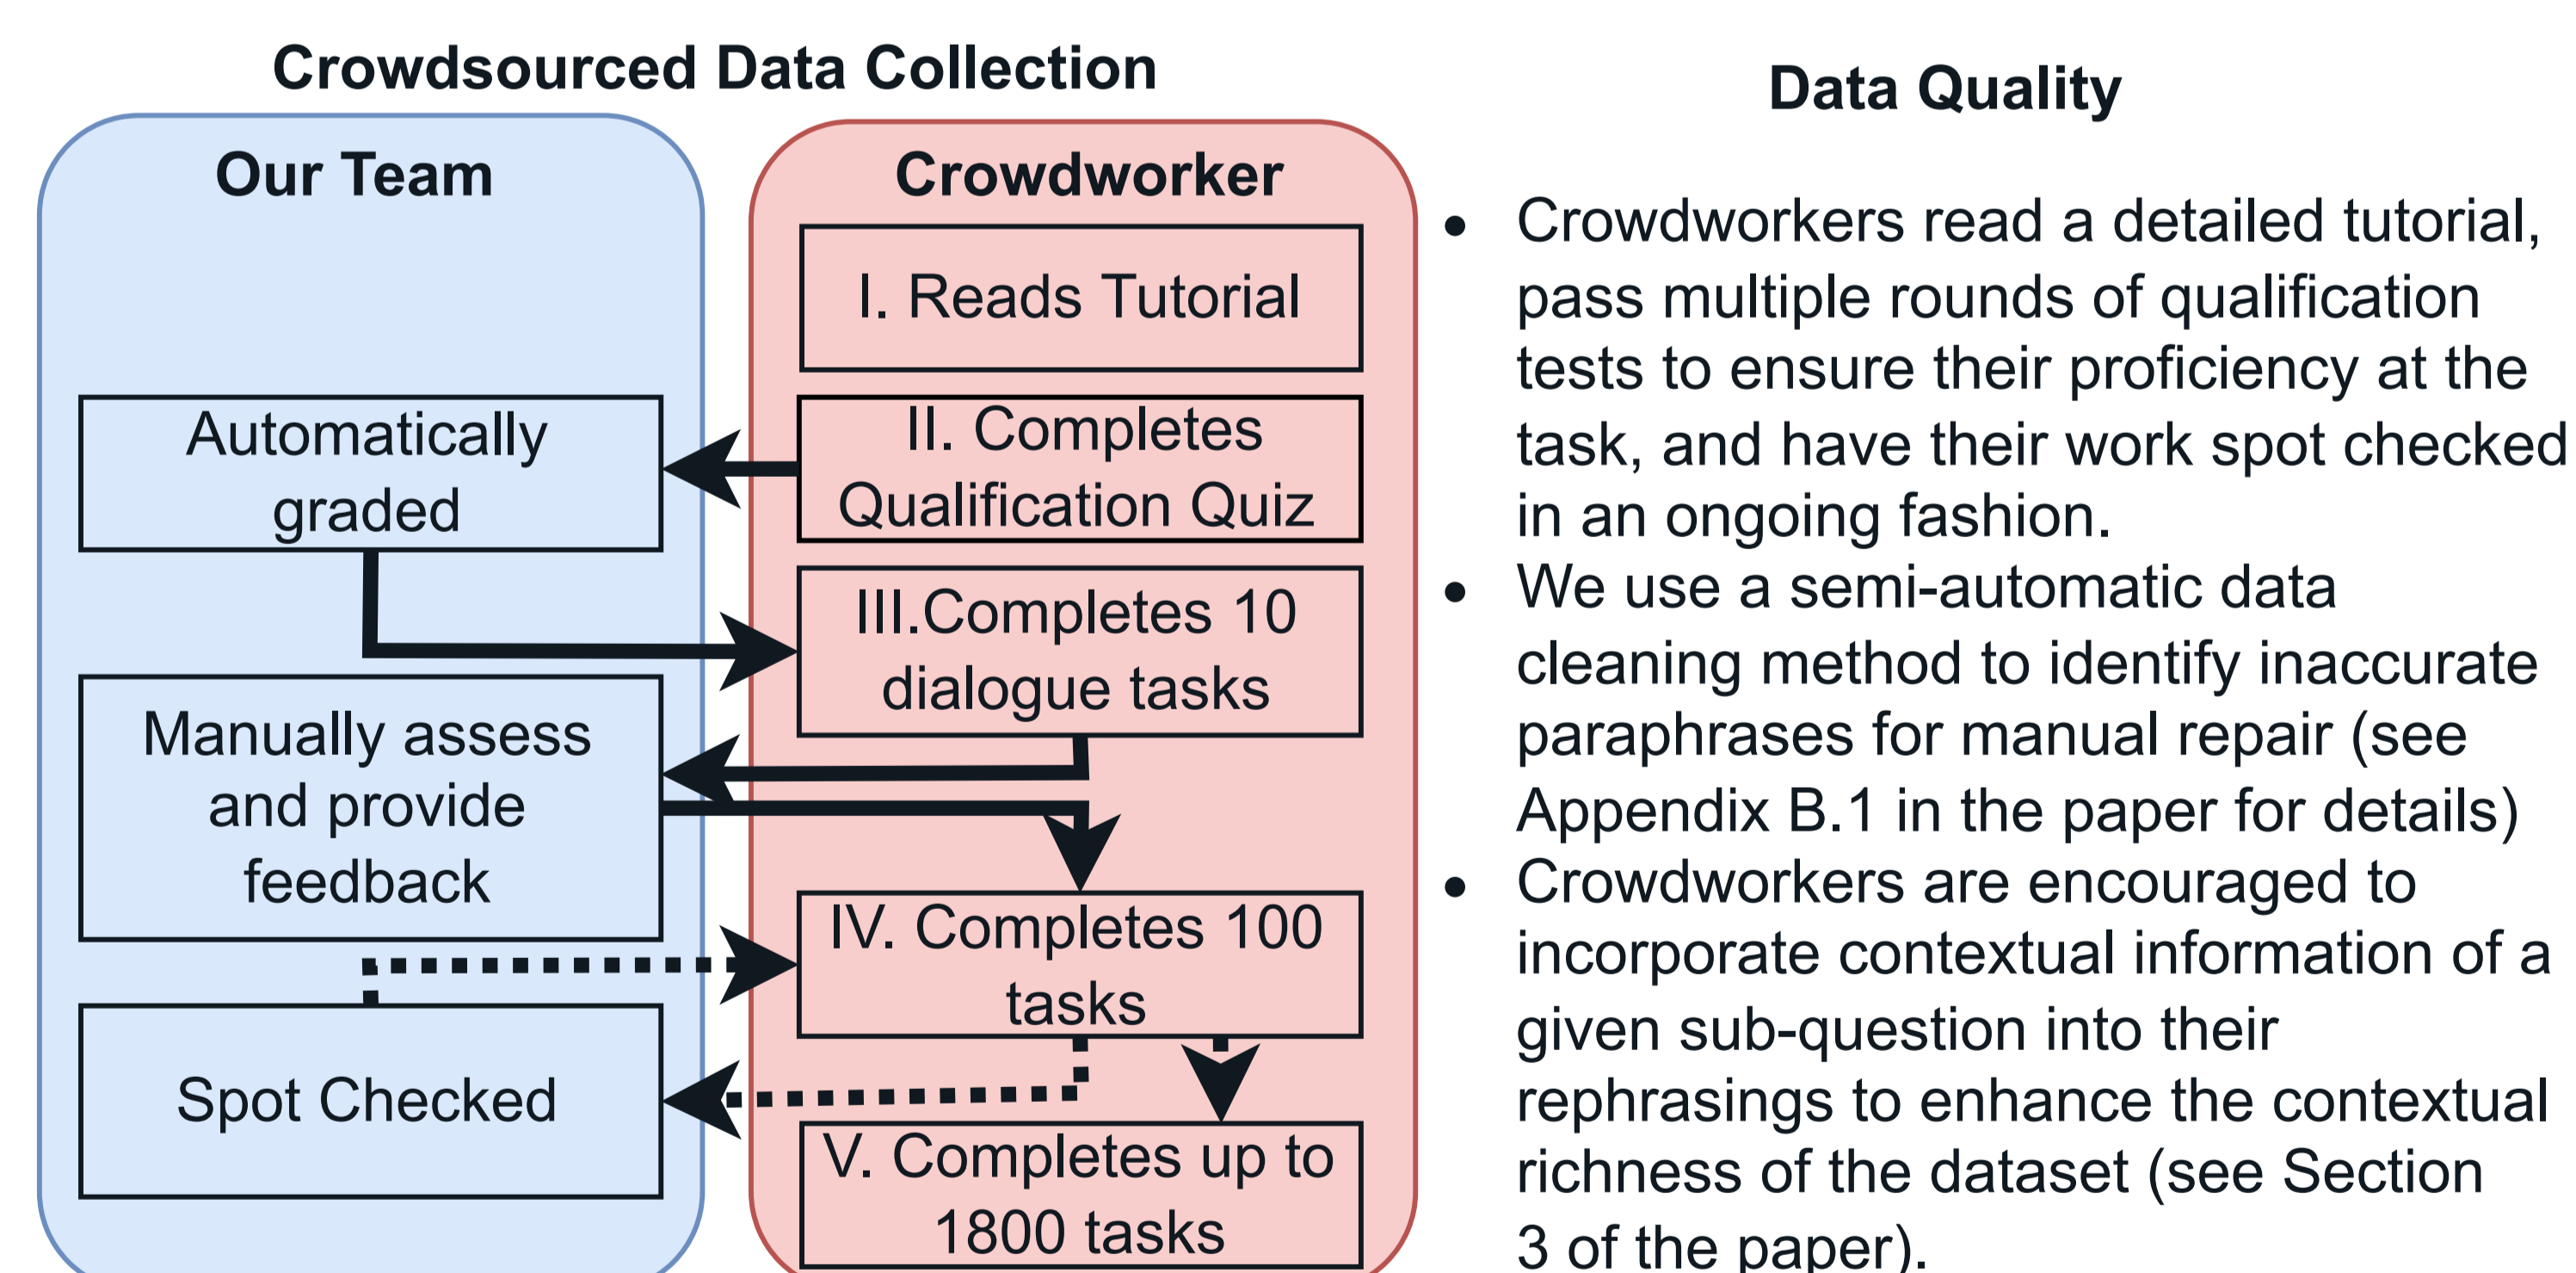 Crowdsourced Data Collection
Our Team
Crowdworker
I. Reads Tutorial
II. Completes
Qualification Quiz
Automatically
graded
III.Completes 10
dialogue tasks
Manually assess
and provide
feedback
IV. Completes 100
tasks
Spot Checked
V. Completes up to
1800 tasks
Data Quality
• Crowdworkers read a detailed tutorial,
pass multiple rounds of qualification
tests to ensure their proficiency at the
task, and have their work spot checked
in an ongoing fashion.
• We use a semi-automatic data
cleaning method to identify inaccurate
paraphrases for manual repair (see
Appendix B.1 in the paper for details)
• Crowdworkers are encouraged to
incorporate contextual information of a
given sub-question into their
rephrasings to enhance the contextual
richness of the dataset (see Section
3 of the paper).